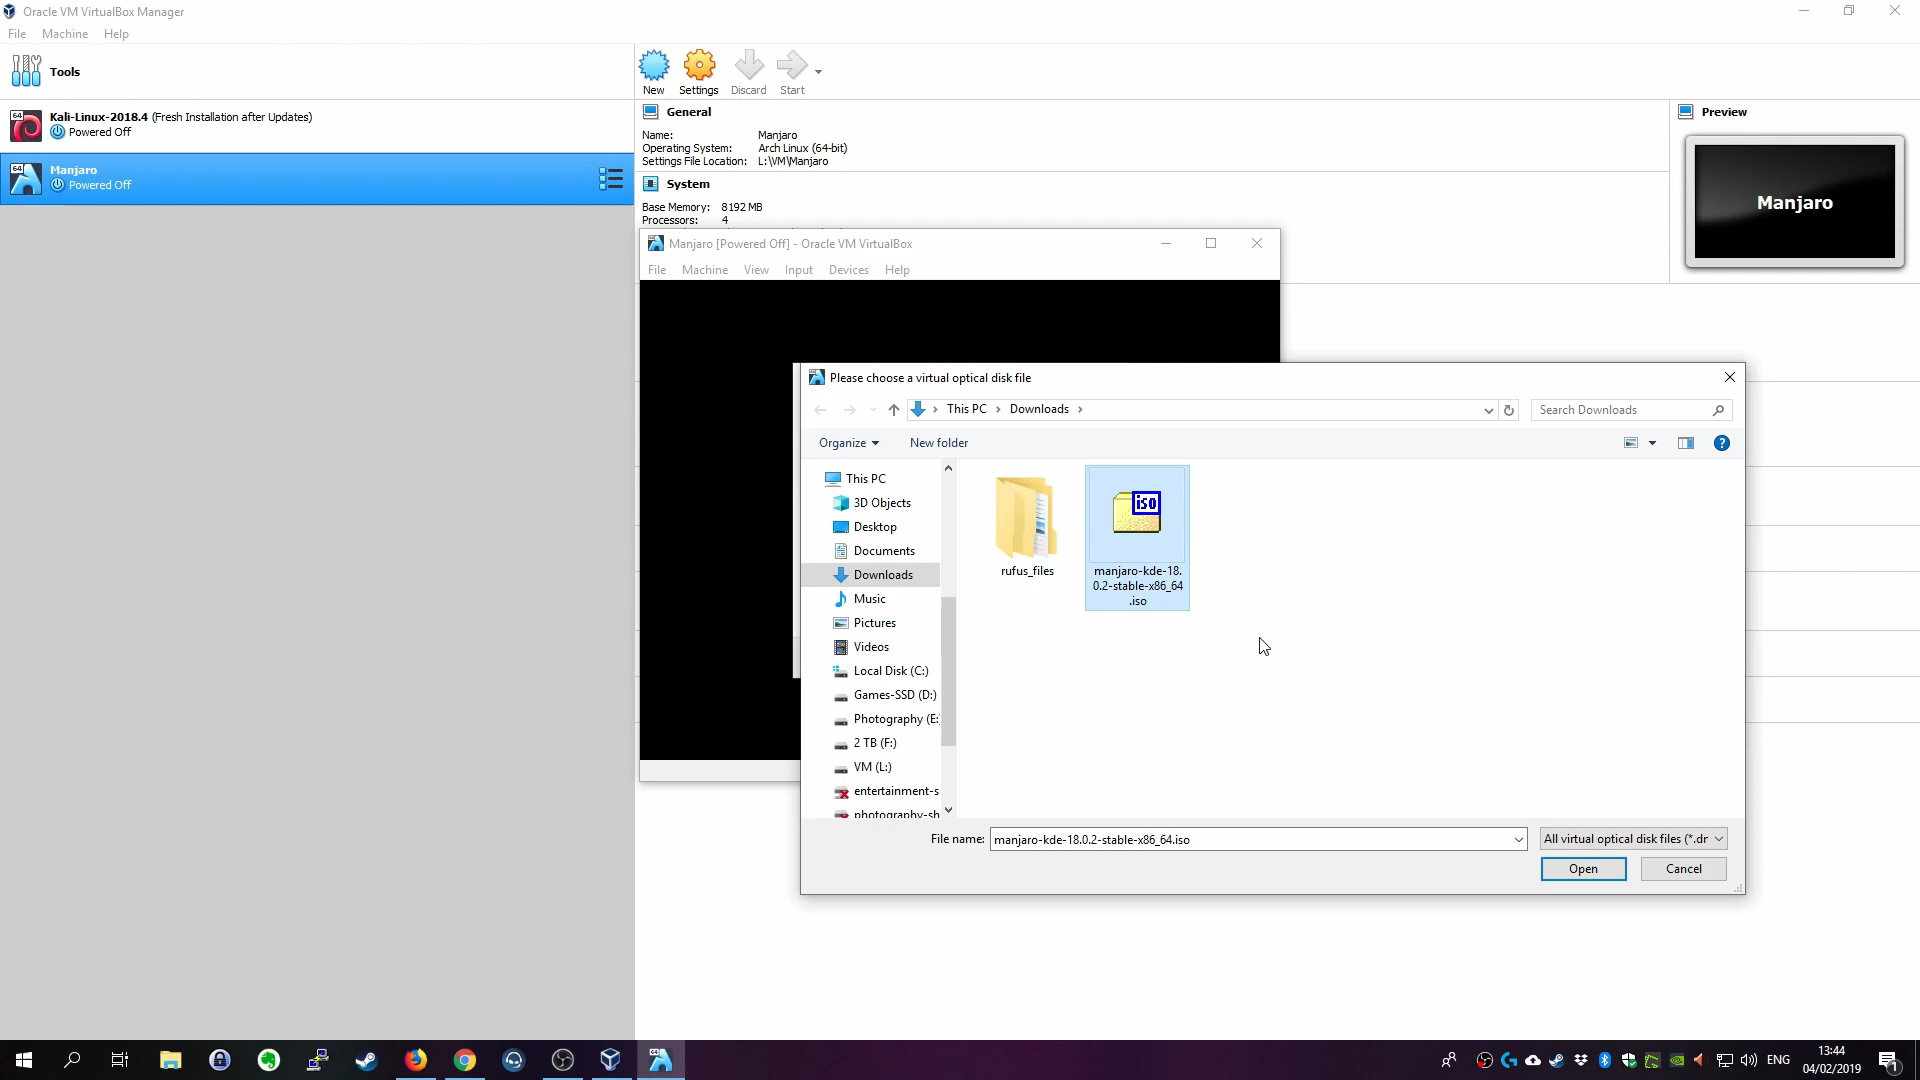 Oracle VM VirtualBox Manager
File Machine Help
Tools
New Settings Discard Start
64 Kali-Linux-2018.4 (Fresh Installation after Updates)
Powered Off
64 Manjaro
Powered Off
General
Name: Manjaro
Operating System: Arch Linux (64-bit)
Settings File Location: L:\VM\Manjaro
System
Base Memory: 8192 MB
Processors: 4
Preview
Manjaro
Manjaro [Powered Off] - Oracle VM VirtualBox
File Machine View Input Devices Help
Please choose a virtual optical disk file
This PC > Downloads >
Search Downloads
Organize New folder
This PC
3D Objects
Desktop
Documents
Downloads
Music
Pictures
Videos
Local Disk (C:)
Games-SSD (D:)
Photography (E:
2 TB (F:)
VM (L:)
entertainment-s
photography-sh
rufus_files
iso
manjaro-kde-18.
0.2-stable-x86_64
.iso
File name: manjaro-kde-18.0.2-stable-x86_64.iso
All virtual optical disk files (*.dr
Open Cancel
ENG
13:44
04/02/2019
1